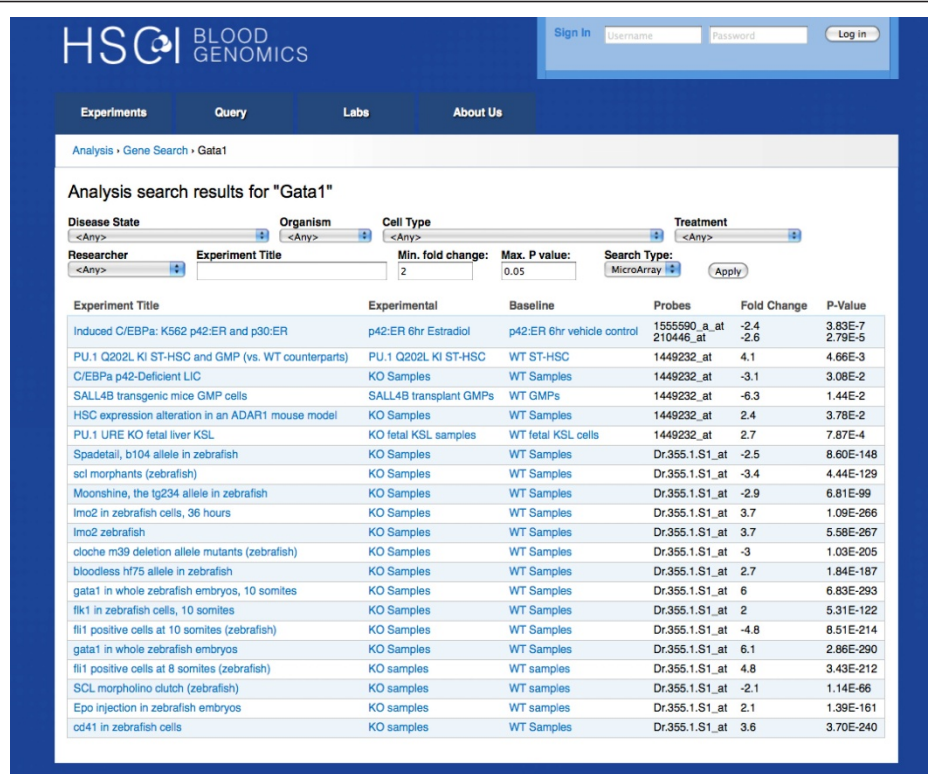 HSCI BLOOD GENOMICS
Sign In Username Password Log in
Experiments Query Labs About Us
Analysis › Gene Search › Gata1
Analysis search results for "Gata1"
Disease State Organism Cell Type Treatment
<Any> <Any> <Any> <Any>
Researcher Experiment Title Min. fold change: Max. P value: Search Type:
<Any> 2 0.05 MicroArray Apply
Experiment Title Experimental Baseline Probes Fold Change P-Value
Induced C/EBPa: K562 p42:ER and p30:ER p42:ER 6hr Estradiol p42:ER 6hr vehicle control 1555590_a_at -2.4 3.83E-7
210446_at -2.6 2.79E-5
PU.1 Q202L KI ST-HSC and GMP (vs. WT counterparts) PU.1 Q202L KI ST-HSC WT ST-HSC 1449232_at 4.1 4.66E-3
C/EBPa p42-Deficient LIC KO Samples WT Samples 1449232_at -3.1 3.08E-2
SALL4B transgenic mice GMP cells SALL4B transplant GMPs WT GMPs 1449232_at -6.3 1.44E-2
HSC expression alteration in an ADAR1 mouse model KO Samples WT Samples 1449232_at 2.4 3.78E-2
PU.1 URE KO fetal liver KSL KO fetal KSL samples WT fetal KSL cells 1449232_at 2.7 7.87E-4
Spadetail, b104 allele in zebrafish KO Samples WT Samples Dr.355.1.S1_at -2.5 8.60E-148
scl morphants (zebrafish) KO Samples WT Samples Dr.355.1.S1_at -3.4 4.44E-129
Moonshine, the tg234 allele in zebrafish KO Samples WT Samples Dr.355.1.S1_at -2.9 6.81E-99
lmo2 in zebrafish cells, 36 hours KO Samples WT Samples Dr.355.1.S1_at 3.7 1.09E-266
lmo2 zebrafish KO Samples WT Samples Dr.355.1.S1_at 3.7 5.58E-267
cloche m39 deletion allele mutants (zebrafish) KO Samples WT Samples Dr.355.1.S1_at -3 1.03E-205
bloodless hf75 allele in zebrafish KO Samples WT Samples Dr.355.1.S1_at 2.7 1.84E-187
gata1 in whole zebrafish embryos, 10 somites KO Samples WT Samples Dr.355.1.S1_at 6 6.83E-293
flk1 in zebrafish cells, 10 somites KO Samples WT Samples Dr.355.1.S1_at 2 5.31E-122
fli1 positive cells at 10 somites (zebrafish) KO Samples WT Samples Dr.355.1.S1_at -4.8 8.51E-214
gata1 in whole zebrafish embryos KO Samples WT Samples Dr.355.1.S1_at 6.1 2.86E-290
fli1 positive cells at 8 somites (zebrafish) KO samples WT samples Dr.355.1.S1_at 4.8 3.43E-212
SCL morpholino clutch (zebrafish) KO samples WT samples Dr.355.1.S1_at -2.1 1.14E-66
Epo injection in zebrafish embryos KO samples WT samples Dr.355.1.S1_at 2.1 1.39E-161
cd41 in zebrafish cells KO samples WT samples Dr.355.1.S1_at 3.6 3.70E-240